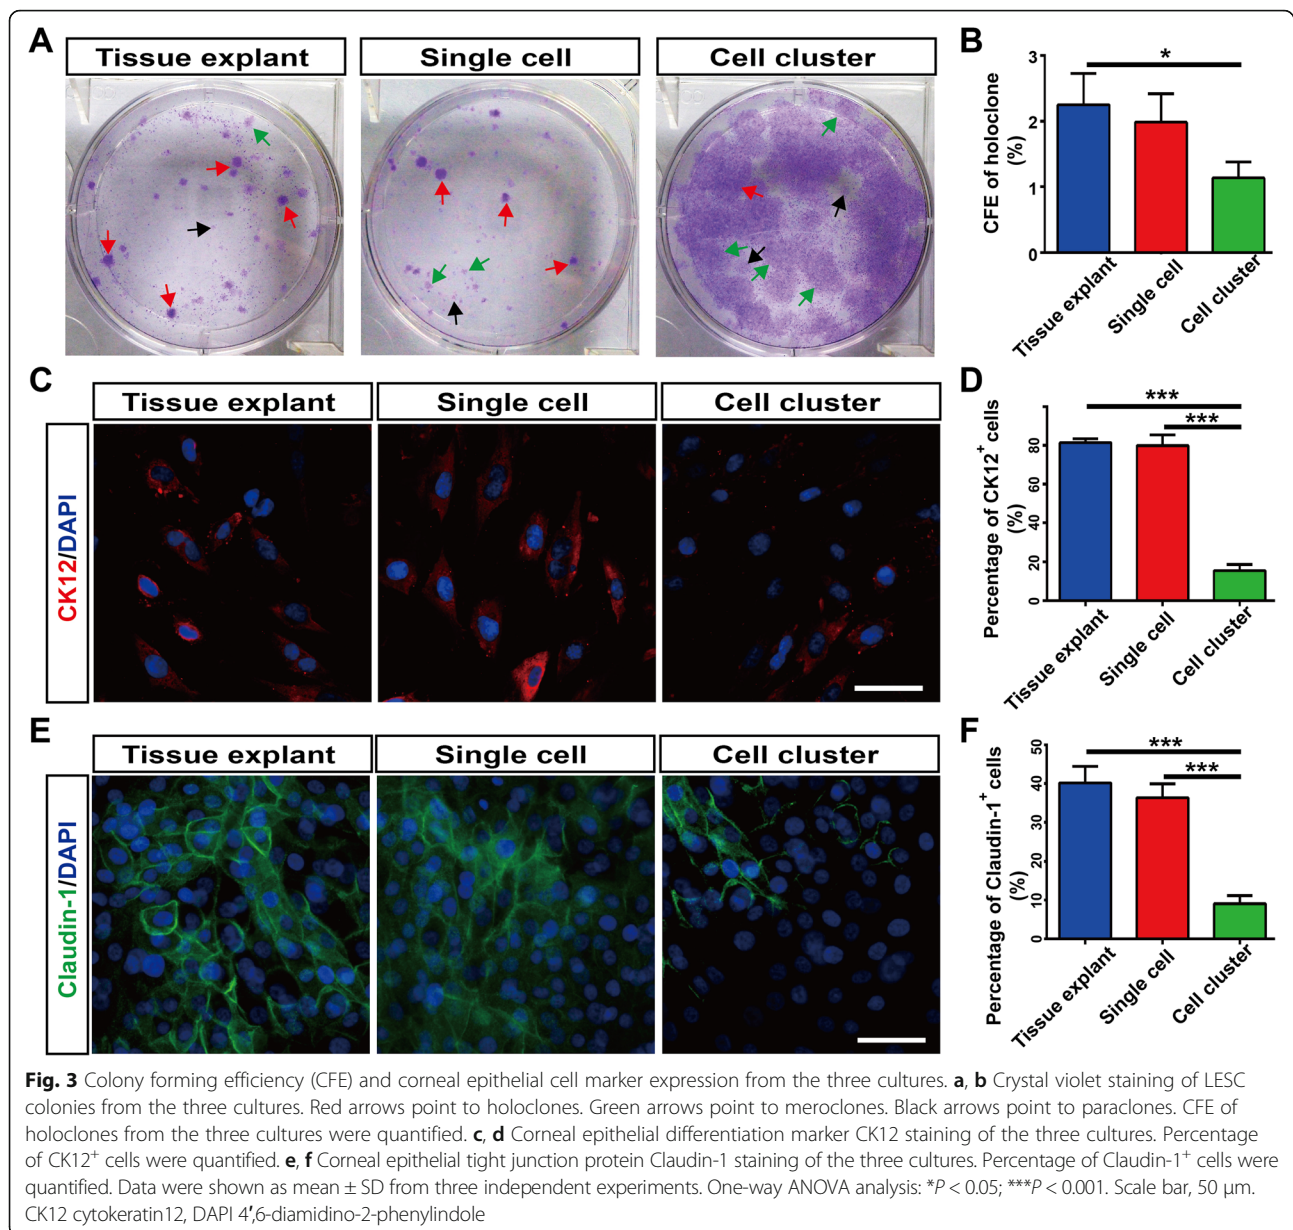 A
Tissue explant
Single cell
Cell cluster
B
CFE of holoclone
(%)
3
2
1
0
*
Tissue explant
Single cell
Cell cluster
C
Tissue explant
Single cell
Cell cluster
CK12/DAPI
D
Percentage of CK12⁺ cells
(%)
80
60
40
20
0
***
***
Tissue explant
Single cell
Cell cluster
E
Tissue explant
Single cell
Cell cluster
Claudin-1/DAPI
F
Percentage of Claudin-1⁺ cells
(%)
50
40
30
20
10
0
***
***
Tissue explant
Single cell
Cell cluster
Fig. 3 Colony forming efficiency (CFE) and corneal epithelial cell marker expression from the three cultures. a, b Crystal violet staining of LESC
colonies from the three cultures. Red arrows point to holoclones. Green arrows point to meroclones. Black arrows point to paraclones. CFE of
holoclones from the three cultures were quantified. c, d Corneal epithelial differentiation marker CK12 staining of the three cultures. Percentage
of CK12⁺ cells were quantified. e, f Corneal epithelial tight junction protein Claudin-1 staining of the three cultures. Percentage of Claudin-1⁺ cells were
quantified. Data were shown as mean ± SD from three independent experiments. One-way ANOVA analysis: *P < 0.05; ***P < 0.001. Scale bar, 50 μm.
CK12 cytokeratin12, DAPI 4′,6-diamidino-2-phenylindole